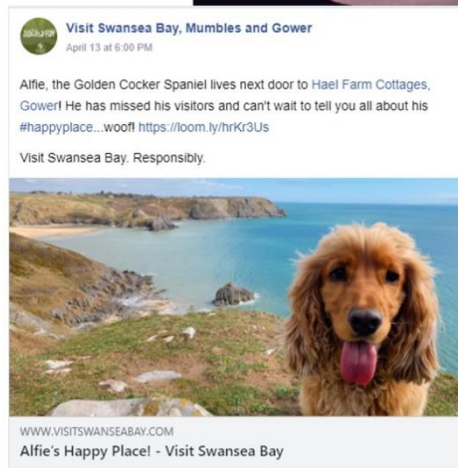 Visit Swansea Bay, Mumbles and Gower
April 13 at 6:00 PM
Alfie, the Golden Cocker Spaniel lives next door to Hael Farm Cottages,
Gower! He has missed his visitors and can't wait to tell you all about his
#happyplace...woof! https://loom.ly/hrKr3Us
Visit Swansea Bay. Responsibly.
WWW.VISITSWANSEABAY.COM
Alfie's Happy Place! - Visit Swansea Bay